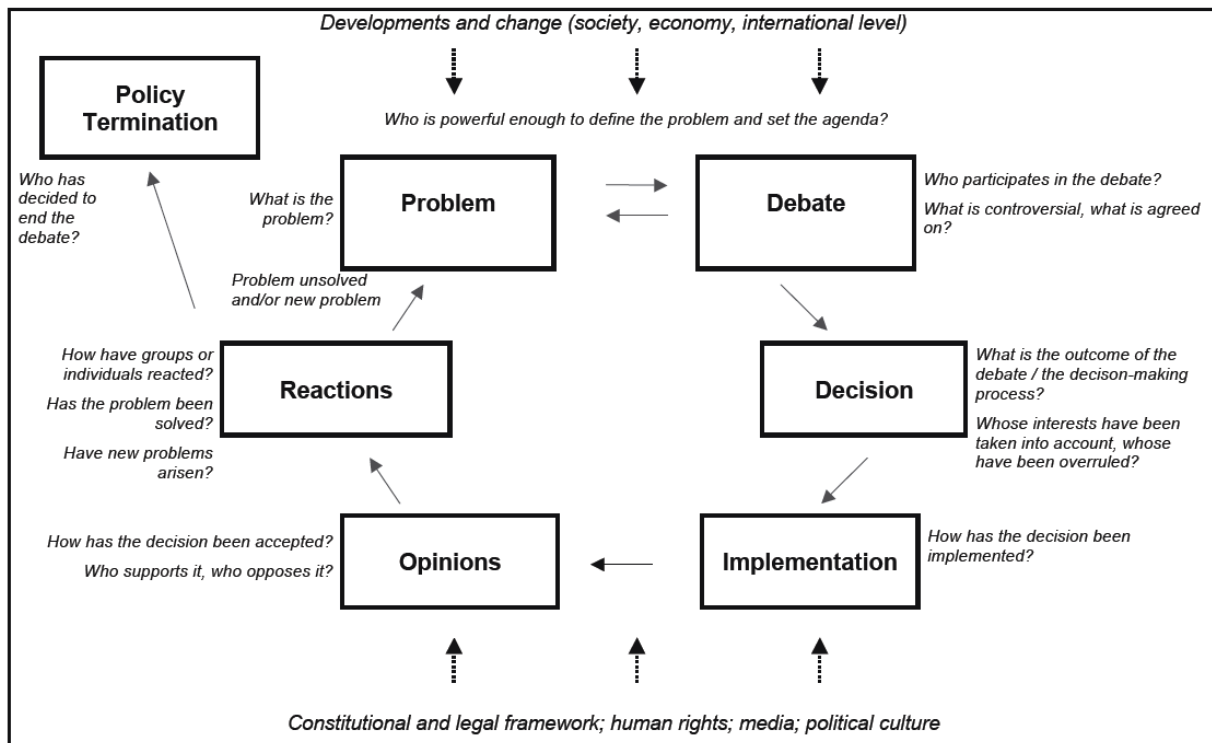 Developments and change (society, economy, international level)
Policy
Termination
Who is powerful enough to define the problem and set the agenda?
Who has
decided to
end the
debate?
What is the
problem?
Problem
Debate
Who participates in the debate?
What is controversial, what is agreed
on?
Problem unsolved
and/or new problem
How have groups or
individuals reacted?
Has the problem been
solved?
Have new problems
arisen?
Reactions
Decision
What is the outcome of the
debate / the decison-making
process?
Whose interests have been
taken into account, whose
have been overruled?
How has the decision been accepted?
Who supports it, who opposes it?
Opinions
Implementation
How has the decision been
implemented?
Constitutional and legal framework; human rights; media; political culture